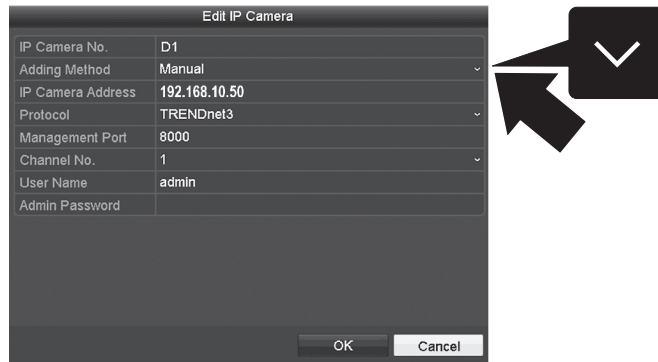 Edit IP Camera
IP Camera No. D1
Adding Method Manual
IP Camera Address 192.168.10.50
Protocol TRENDnet3
Management Port 8000
Channel No. 1
User Name admin
Admin Password
OK Cancel